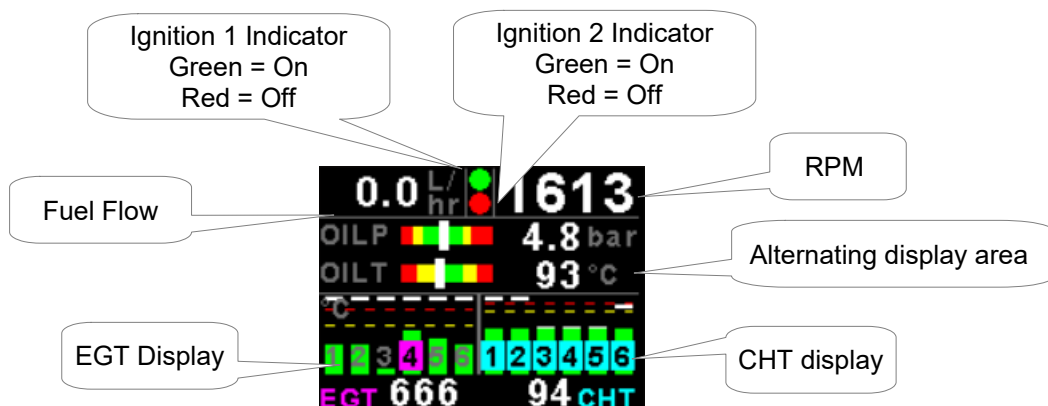 Ignition 1 Indicator
Green = On
Red = Off
Ignition 2 Indicator
Green = On
Red = Off
RPM
Fuel Flow
0.0 L/hr
1613
OILP 4.8 bar
Alternating display area
OILT 93 °C
°C
EGT Display
1 2 3 4 5 6
1 2 3 4 5 6
CHT display
EGT 666
94 CHT